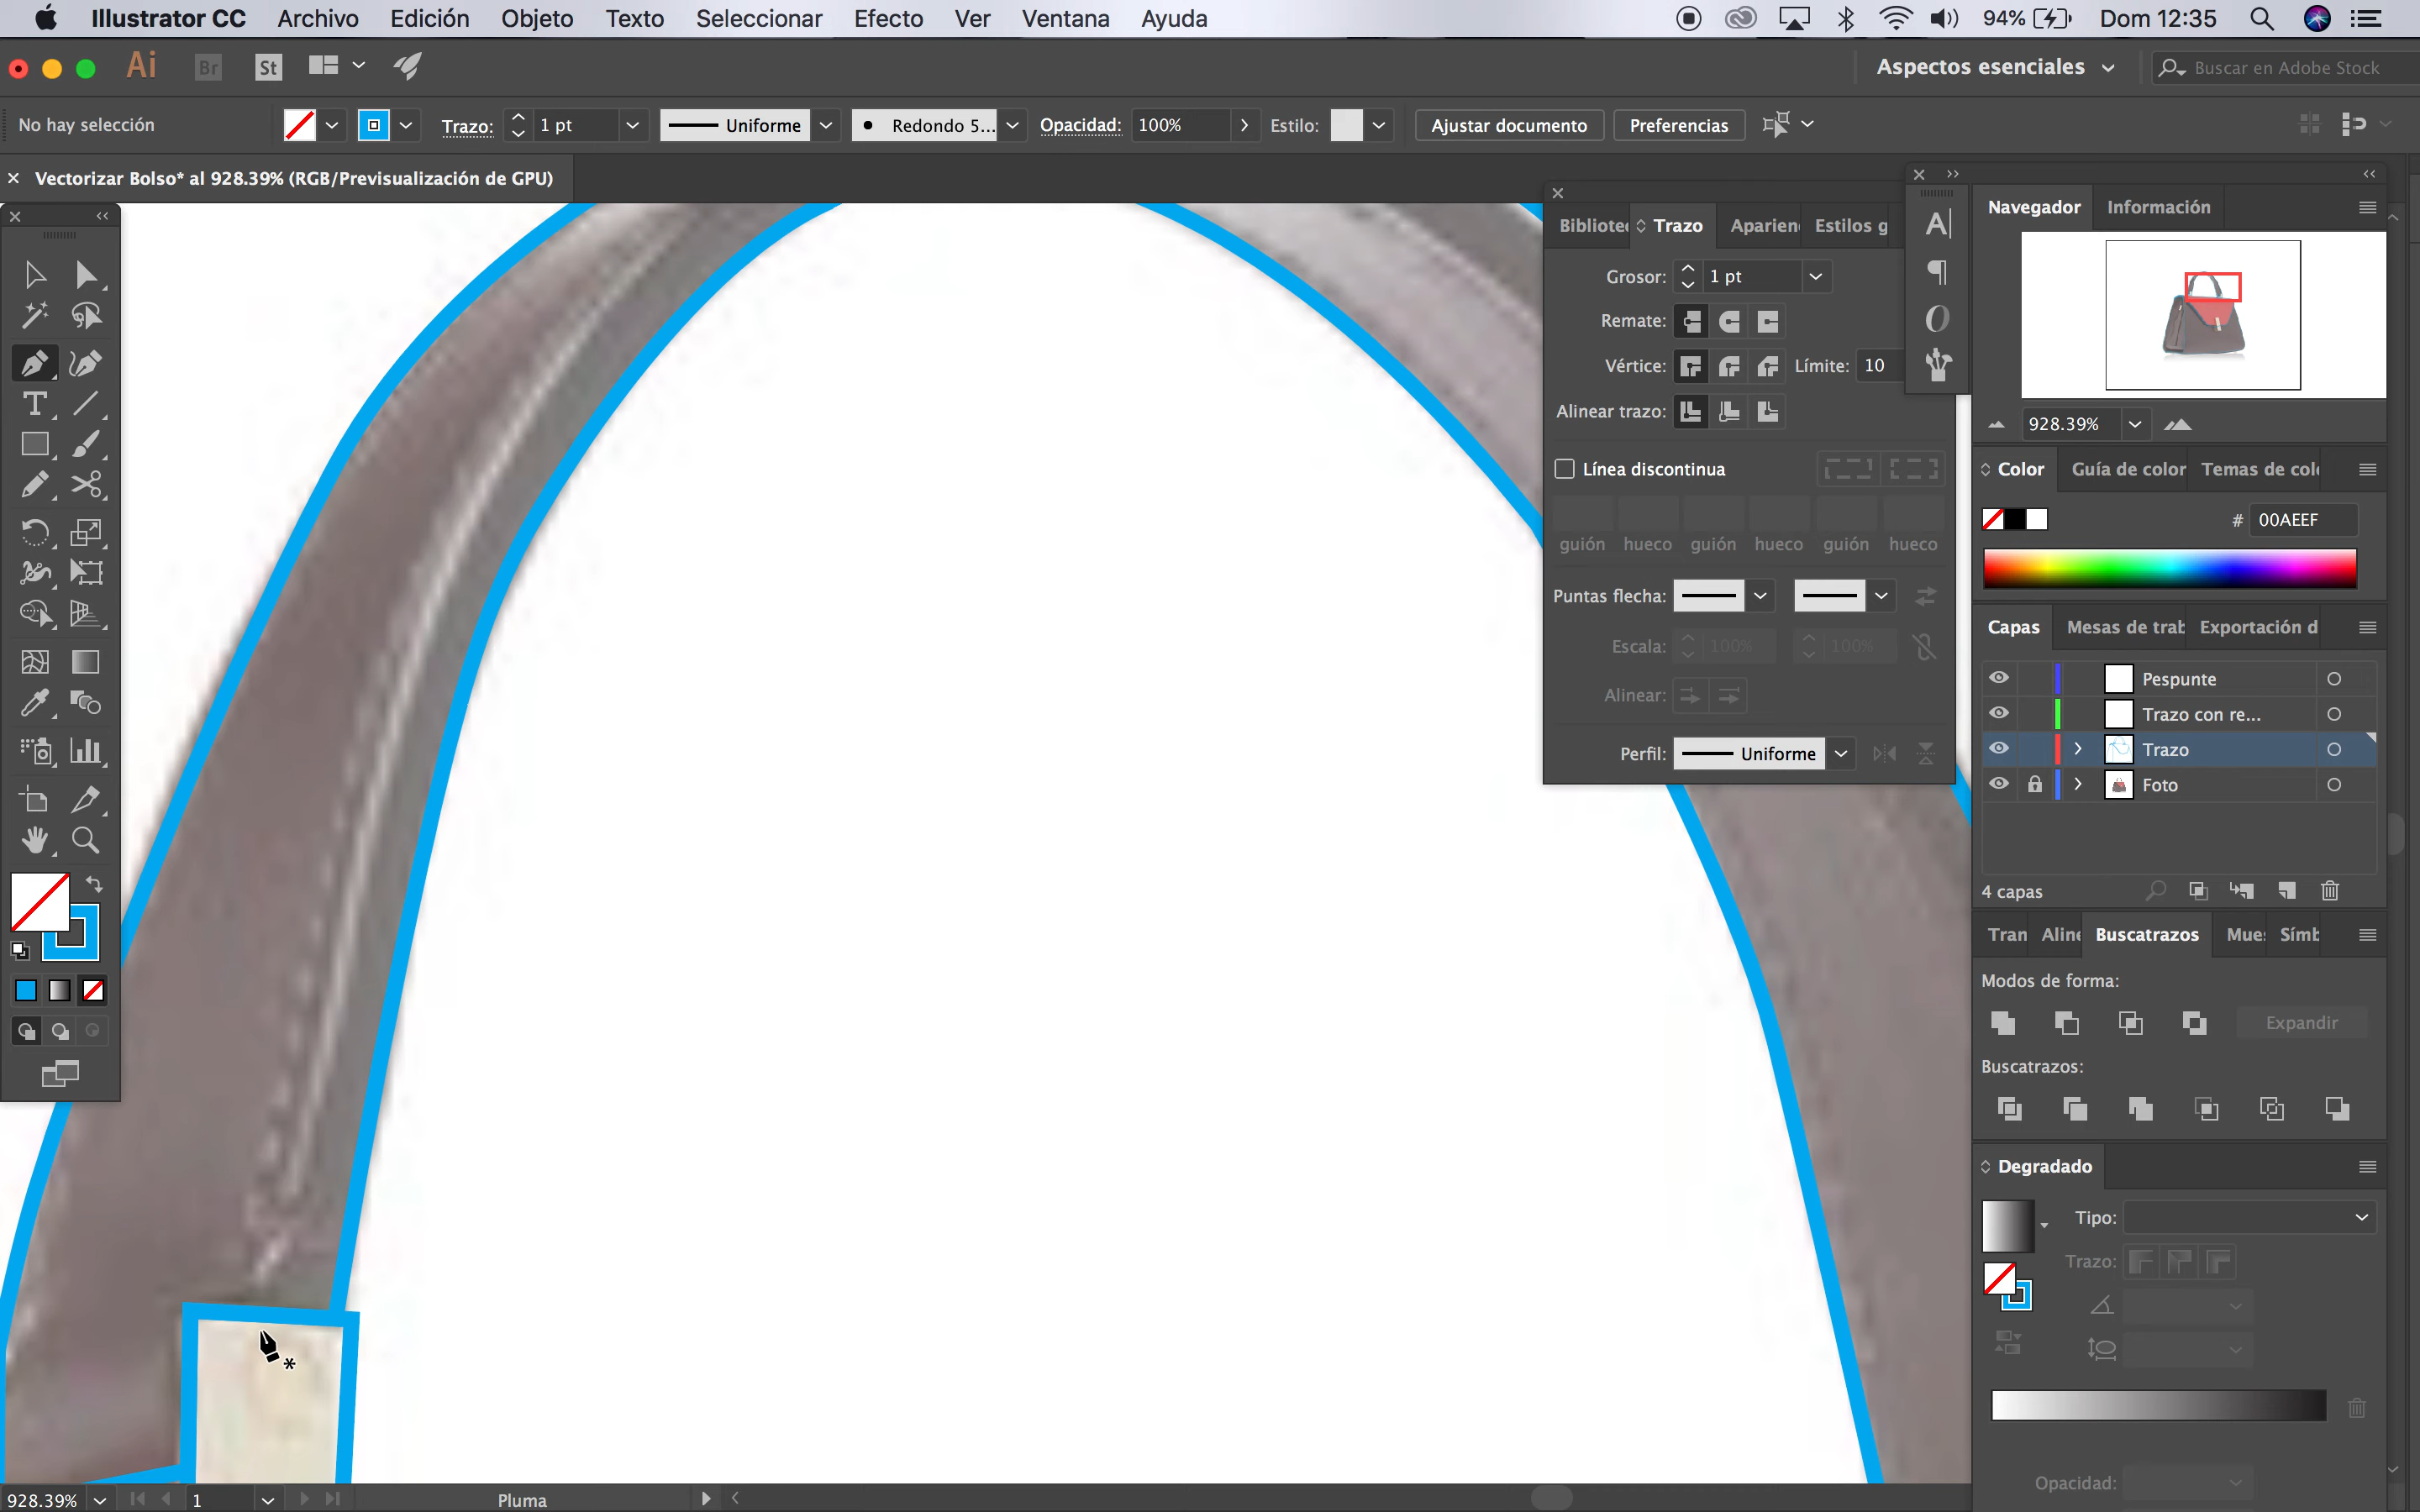 Illustrator CC Archivo Edición Objeto Texto Seleccionar Efecto Ver Ventana Ayuda 94% Dom 12:35
Ai Br St Aspectos esenciales Buscar en Adobe Stock
No hay selección Trazo: 1 pt Uniforme Redondo 5... Opacidad: 100% Estilo: Ajustar documento Preferencias
Vectorizar Bolso* al 928.39% (RGB/Previsualización de GPU)
Bibliotec Trazo Aparien Estilos g
Grosor: 1 pt
Remate:
Vértice: Límite: 10
Alinear trazo:
Línea discontinua
guión hueco guión hueco guión hueco
Puntas flecha:
Escala: 100% 100%
Alinear:
Perfil: Uniforme
Navegador Información
928.39%
Color Guía de color Temas de col
# 00AEEF
Capas Mesas de trab Exportación d
Pespunte
Trazo con re...
Trazo
Foto
4 capas
Tran Aline Buscatrazos Mue Símb
Modos de forma:
Expandir
Buscatrazos:
Degradado
Tipo:
Trazo:
Opacidad:
928.39% 1 Pluma